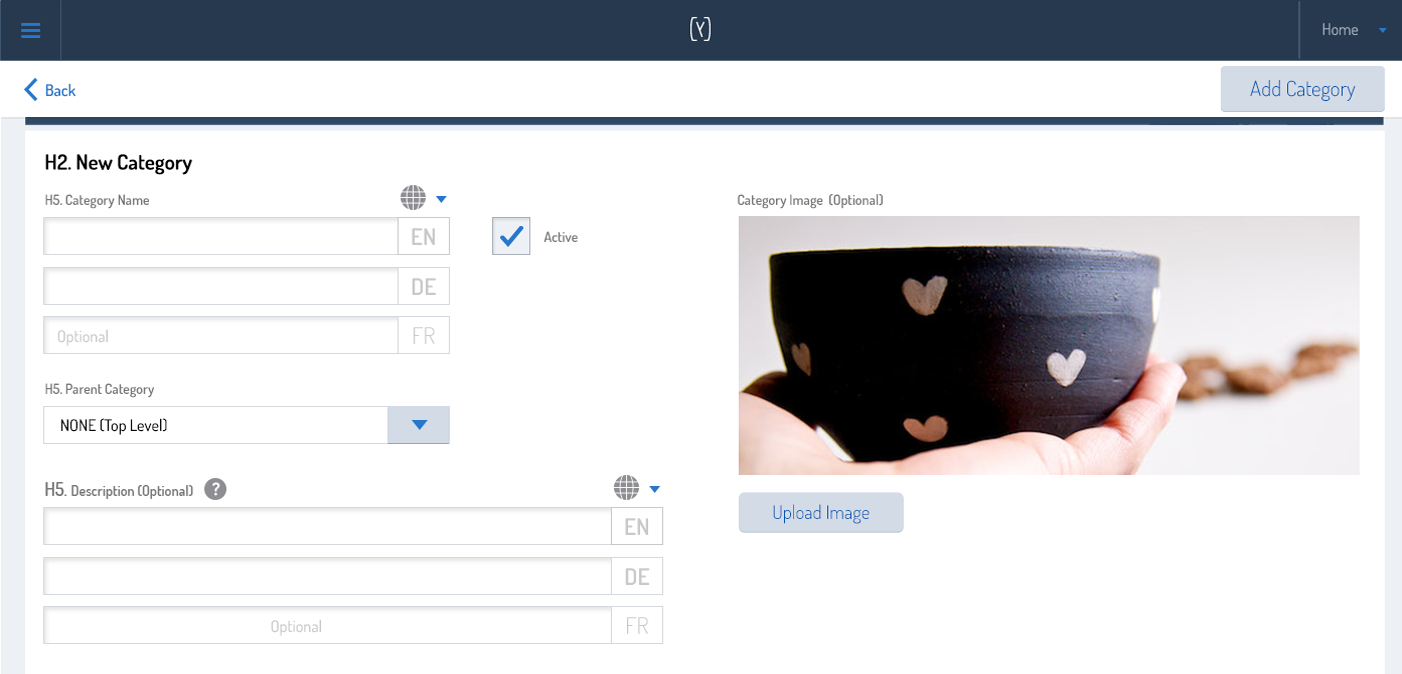 (Y)
Home
Back
Add Category
H2. New Category
H5. Category Name
EN
Active
DE
Optional
FR
H5. Parent Category
NONE (Top Level)
H5. Description (Optional) ?
EN
DE
Optional
FR
Category Image (Optional)
Upload Image